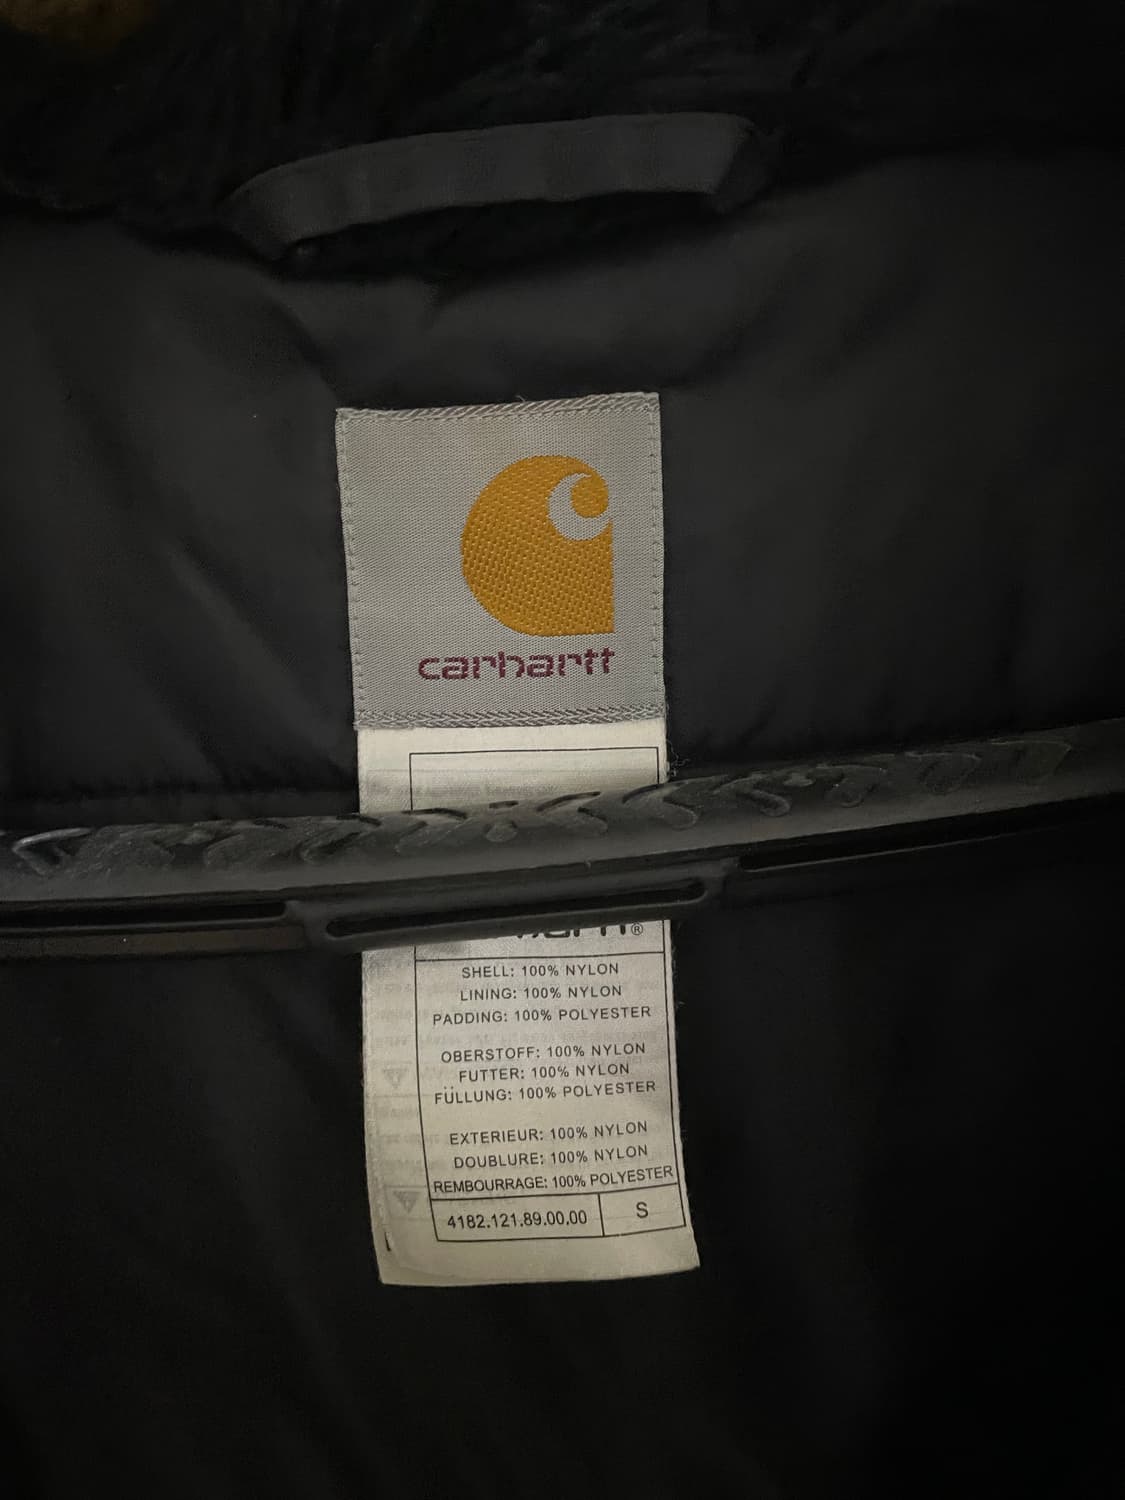 carhartt
SHELL: 100% NYLON
LINING: 100% NYLON
PADDING: 100% POLYESTER
OBERSTOFF: 100% NYLON
FUTTER: 100% NYLON
FÜLLUNG: 100% POLYESTER
EXTERIEUR: 100% NYLON
DOUBLURE: 100% NYLON
REMBOURRAGE: 100% POLYESTER
4182.121.89.00.00 S